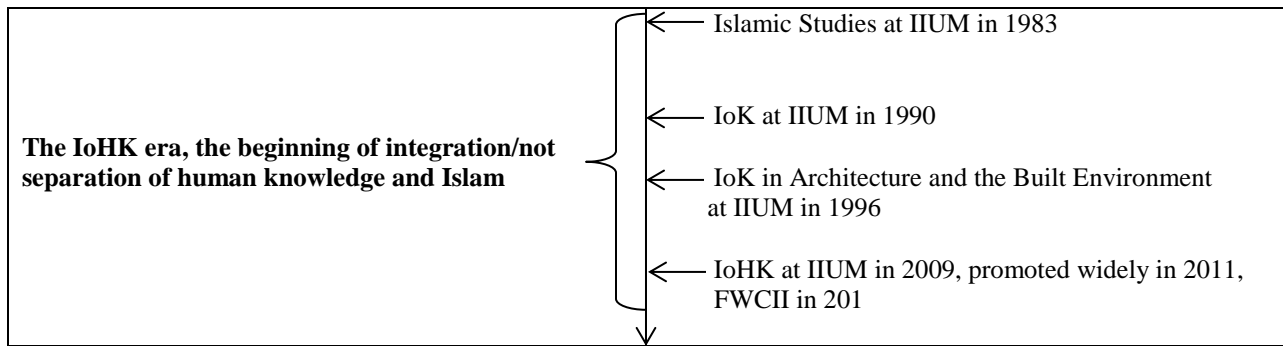 Islamic Studies at IIUM in 1983
IoK at IIUM in 1990
The IoHK era, the beginning of integration/not
separation of human knowledge and Islam
IoK in Architecture and the Built Environment
at IIUM in 1996
IoHK at IIUM in 2009, promoted widely in 2011,
FWCII in 201